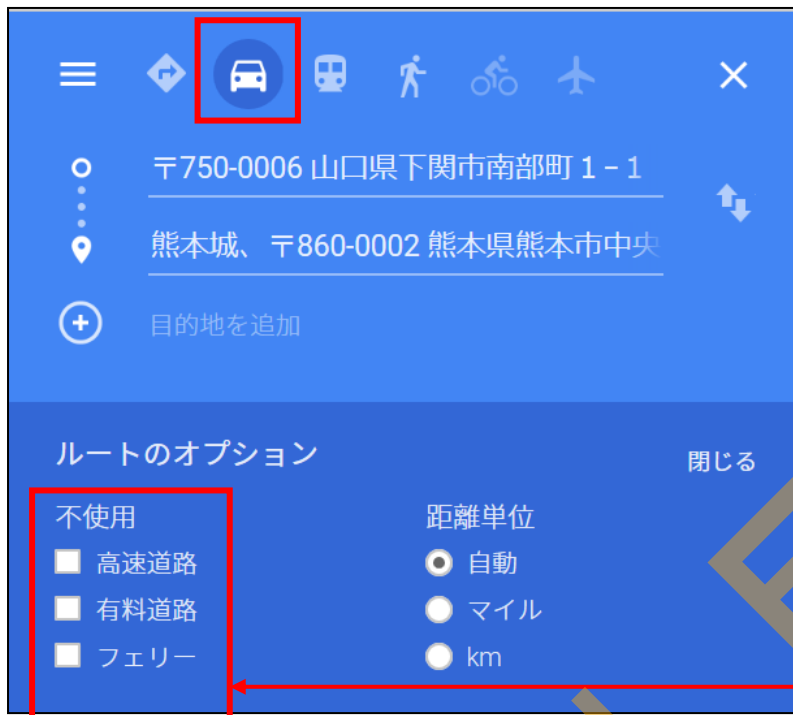 〒750-0006 山口県下関市南部町１−１
熊本城、〒860-0002 熊本県熊本市中央
目的地を追加
ルートのオプション
閉じる
不使用
距離単位
高速道路
自動
有料道路
マイル
フェリー
km